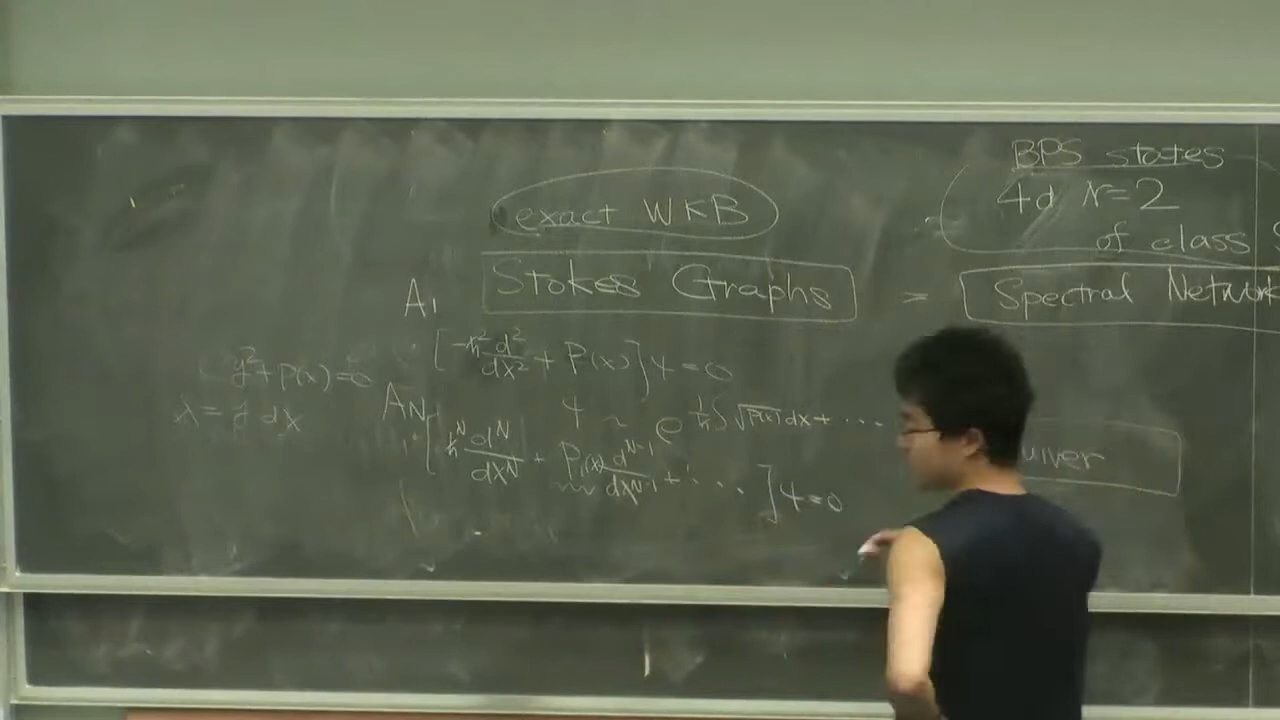 BPS states
4d N=2
of class S
exact WKB
Stokes Graphs = Spectral Network
A₁
[-ℏ² d²/dx² + P(x)]ψ=0
y²+P(x)=0
λ = y dx
ψ ~ e^{1/ℏ ∫ √P(x) dx + ...}
A_N
[ℏ^N d^N/dx^N + P₁(x) d^{N-1}/dx^{N-1} + ...]ψ=0
uiver